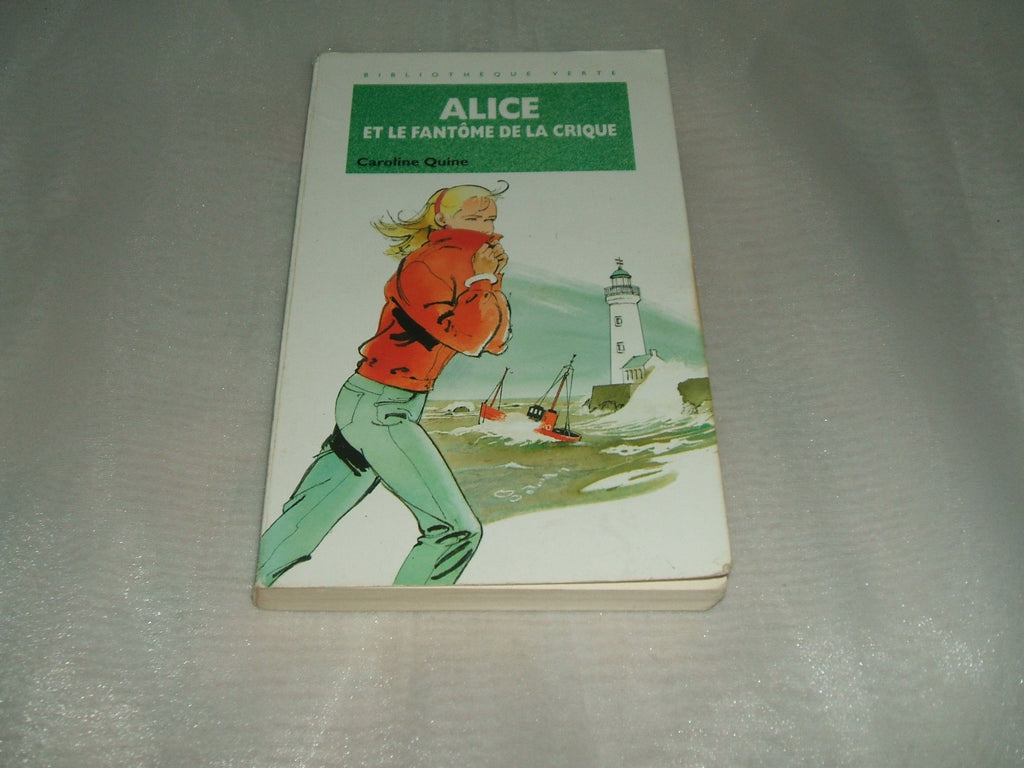 BIBLIOTHÈQUE VERTE
ALICE
ET LE FANTÔME DE LA CRIQUE
Caroline Quine